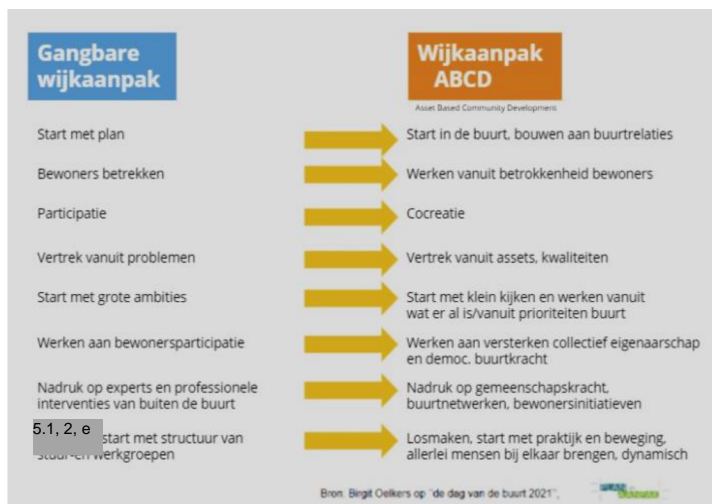 Gangbare
wijkaanpak
Wijkaanpak
ABCD
Asset Based Community Development
Start met plan
Start in de buurt, bouwen aan buurtrelaties
Bewoners betrekken
Werken vanuit betrokkenheid bewoners
Participatie
Cocreatie
Vertrek vanuit problemen
Vertrek vanuit assets, kwaliteiten
Start met grote ambities
Start met klein kijken en werken vanuit
wat er al is/vanuit prioriteiten buurt
Werken aan bewonersparticipatie
Werken aan versterken collectief eigenaarschap
en democ. buurtkracht
Nadruk op experts en professionele
interventies van buiten de buurt
Nadruk op gemeenschapskracht,
buurtnetwerken, bewonersinitiatieven
5.1, 2, e
start met structuur van
werkgroepen
Losmaken, start met praktijk en beweging,
allerlei mensen bij elkaar brengen, dynamisch
Bron: Birgit Oelkers op "de dag van de buurt 2021",